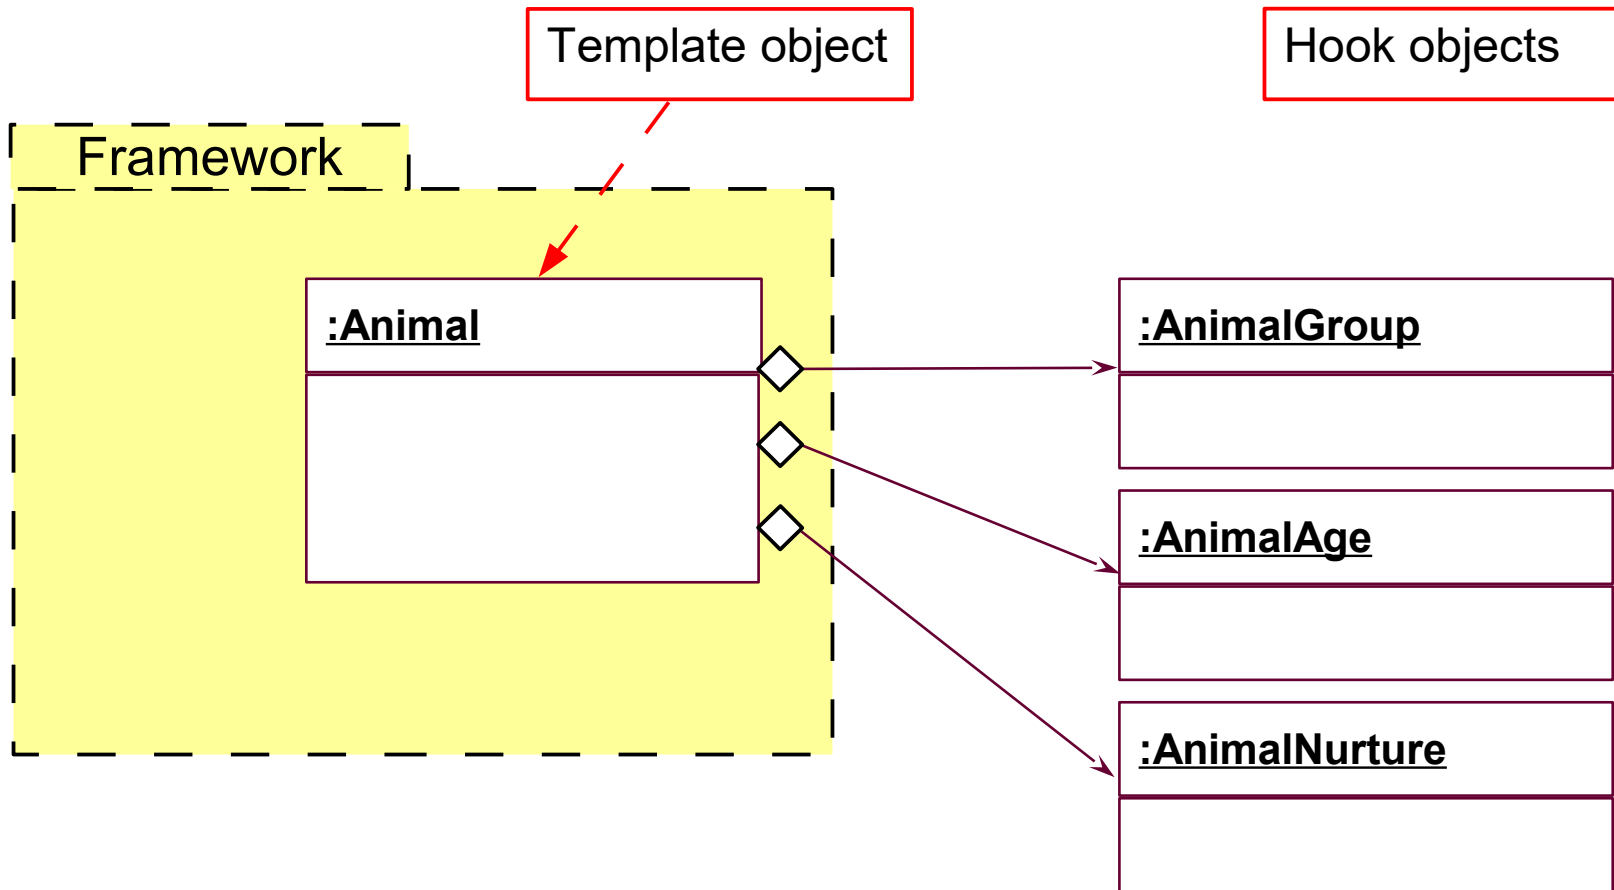 Template object
Hook objects
Framework
:Animal
:AnimalGroup
:AnimalAge
:AnimalNurture